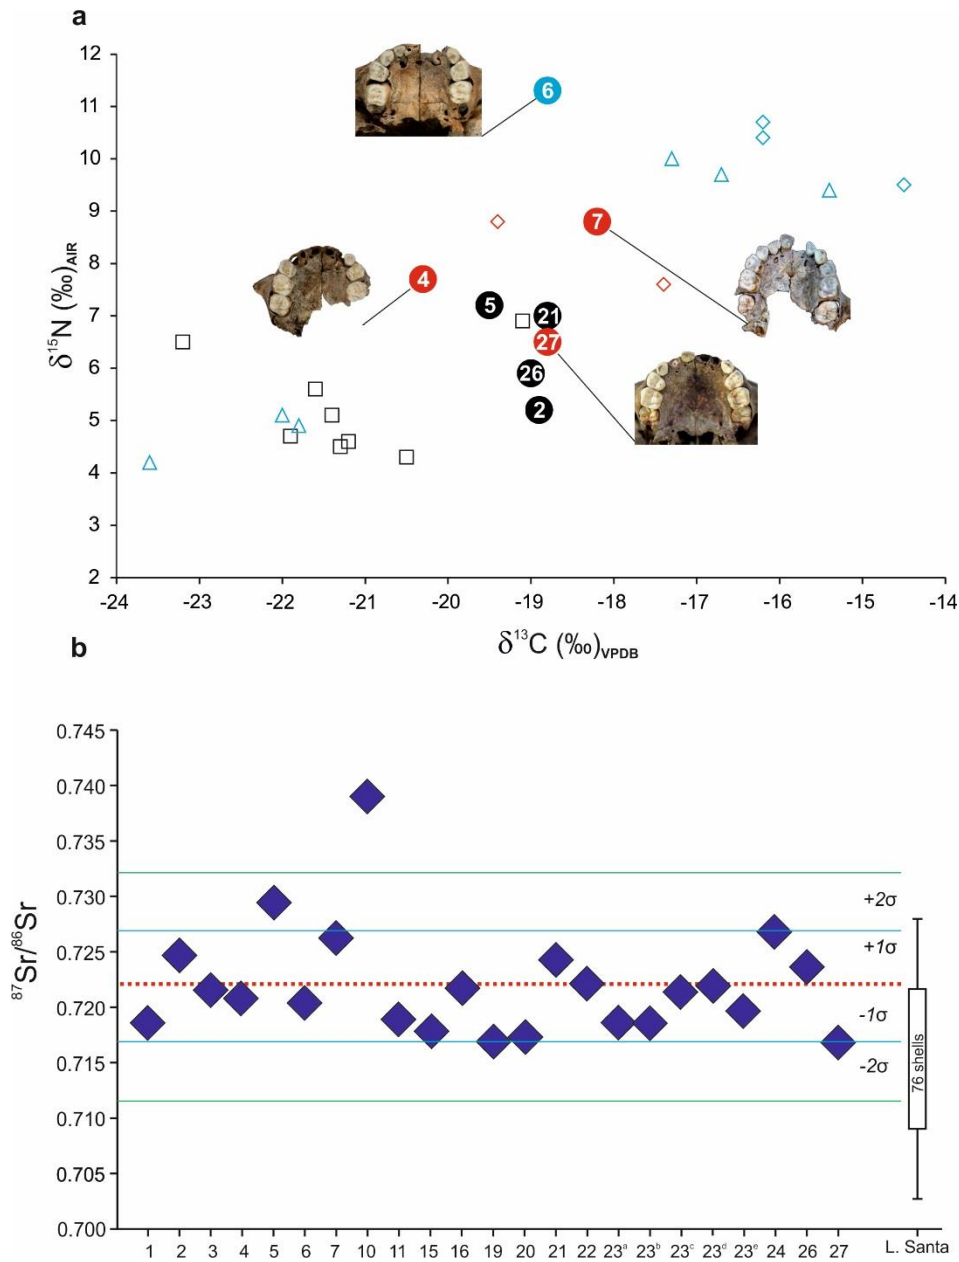 a
12
11
10
9
8
7
6
5
4
3
2
δ¹⁵N (‰)AIR
6
7
4
5
21
27
26
2
-24 -23 -22 -21 -20 -19 -18 -17 -16 -15 -14
δ¹³C (‰)VPDB
b
0.745
0.740
0.735
0.730
0.725
0.720
0.715
0.710
0.705
0.700
⁸⁷Sr/⁸⁶Sr
+2σ
+1σ
-1σ
-2σ
76 shells
1 2 3 4 5 6 7 10 11 15 16 19 20 21 22 23ᵃ 23ᵇ 23ᶜ 23ᵈ 23ᵉ 24 26 27 L. Santa